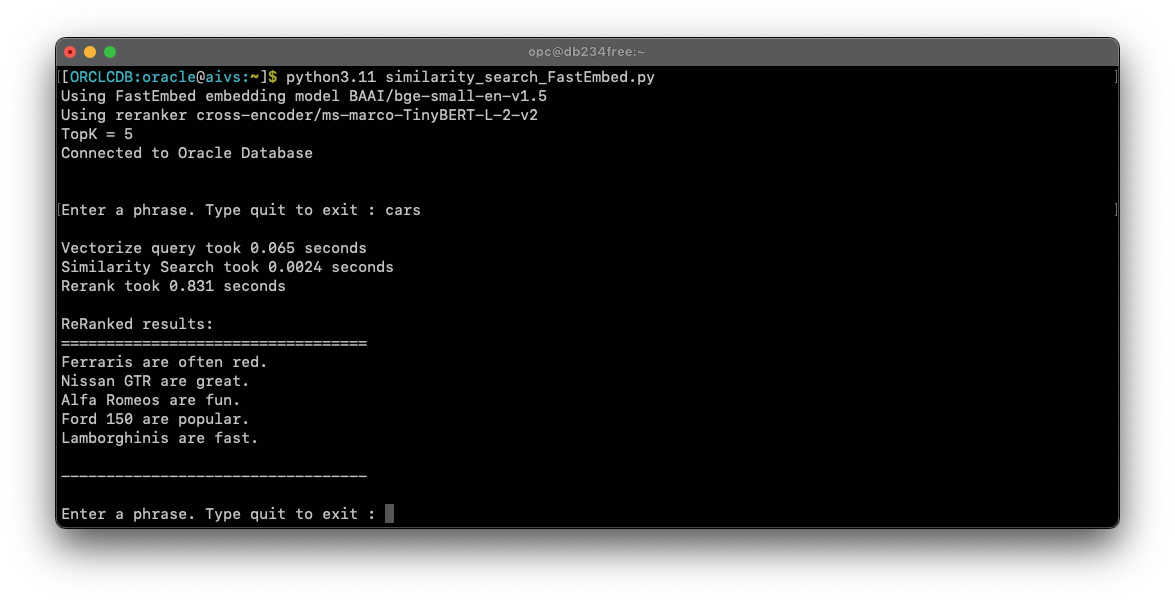 opc@db234free:~
[[ORCLCDB:oracle@aivs:~]$ python3.11 similarity_search_FastEmbed.py ]
Using FastEmbed embedding model BAAI/bge-small-en-v1.5
Using reranker cross-encoder/ms-marco-TinyBERT-L-2-v2
TopK = 5
Connected to Oracle Database
[Enter a phrase. Type quit to exit : cars ]
Vectorize query took 0.065 seconds
Similarity Search took 0.0024 seconds
Rerank took 0.831 seconds
ReRanked results:
==================================
Ferraris are often red.
Nissan GTR are great.
Alfa Romeos are fun.
Ford 150 are popular.
Lamborghinis are fast.
----------------------------------
Enter a phrase. Type quit to exit :